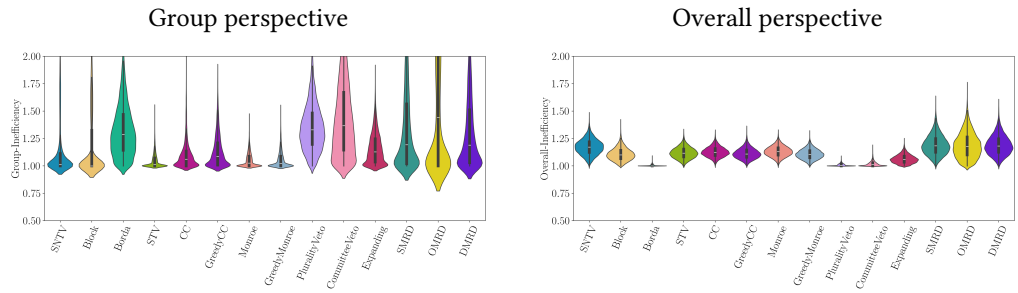 Group perspective
Overall perspective
Group-Inefficiency
2.00
1.75
1.50
1.25
1.00
0.75
0.50
SNTV
Block
Borda
STV
CC
GreedyCC
Monroe
GreedyMonroe
PluralityVeto
CommitteeVeto
Expanding
SMRD
OMRD
DMRD
Overall-Inefficiency
2.00
1.75
1.50
1.25
1.00
0.75
0.50
SNTV
Block
Borda
STV
CC
GreedyCC
Monroe
GreedyMonroe
PluralityVeto
CommitteeVeto
Expanding
SMRD
OMRD
DMRD